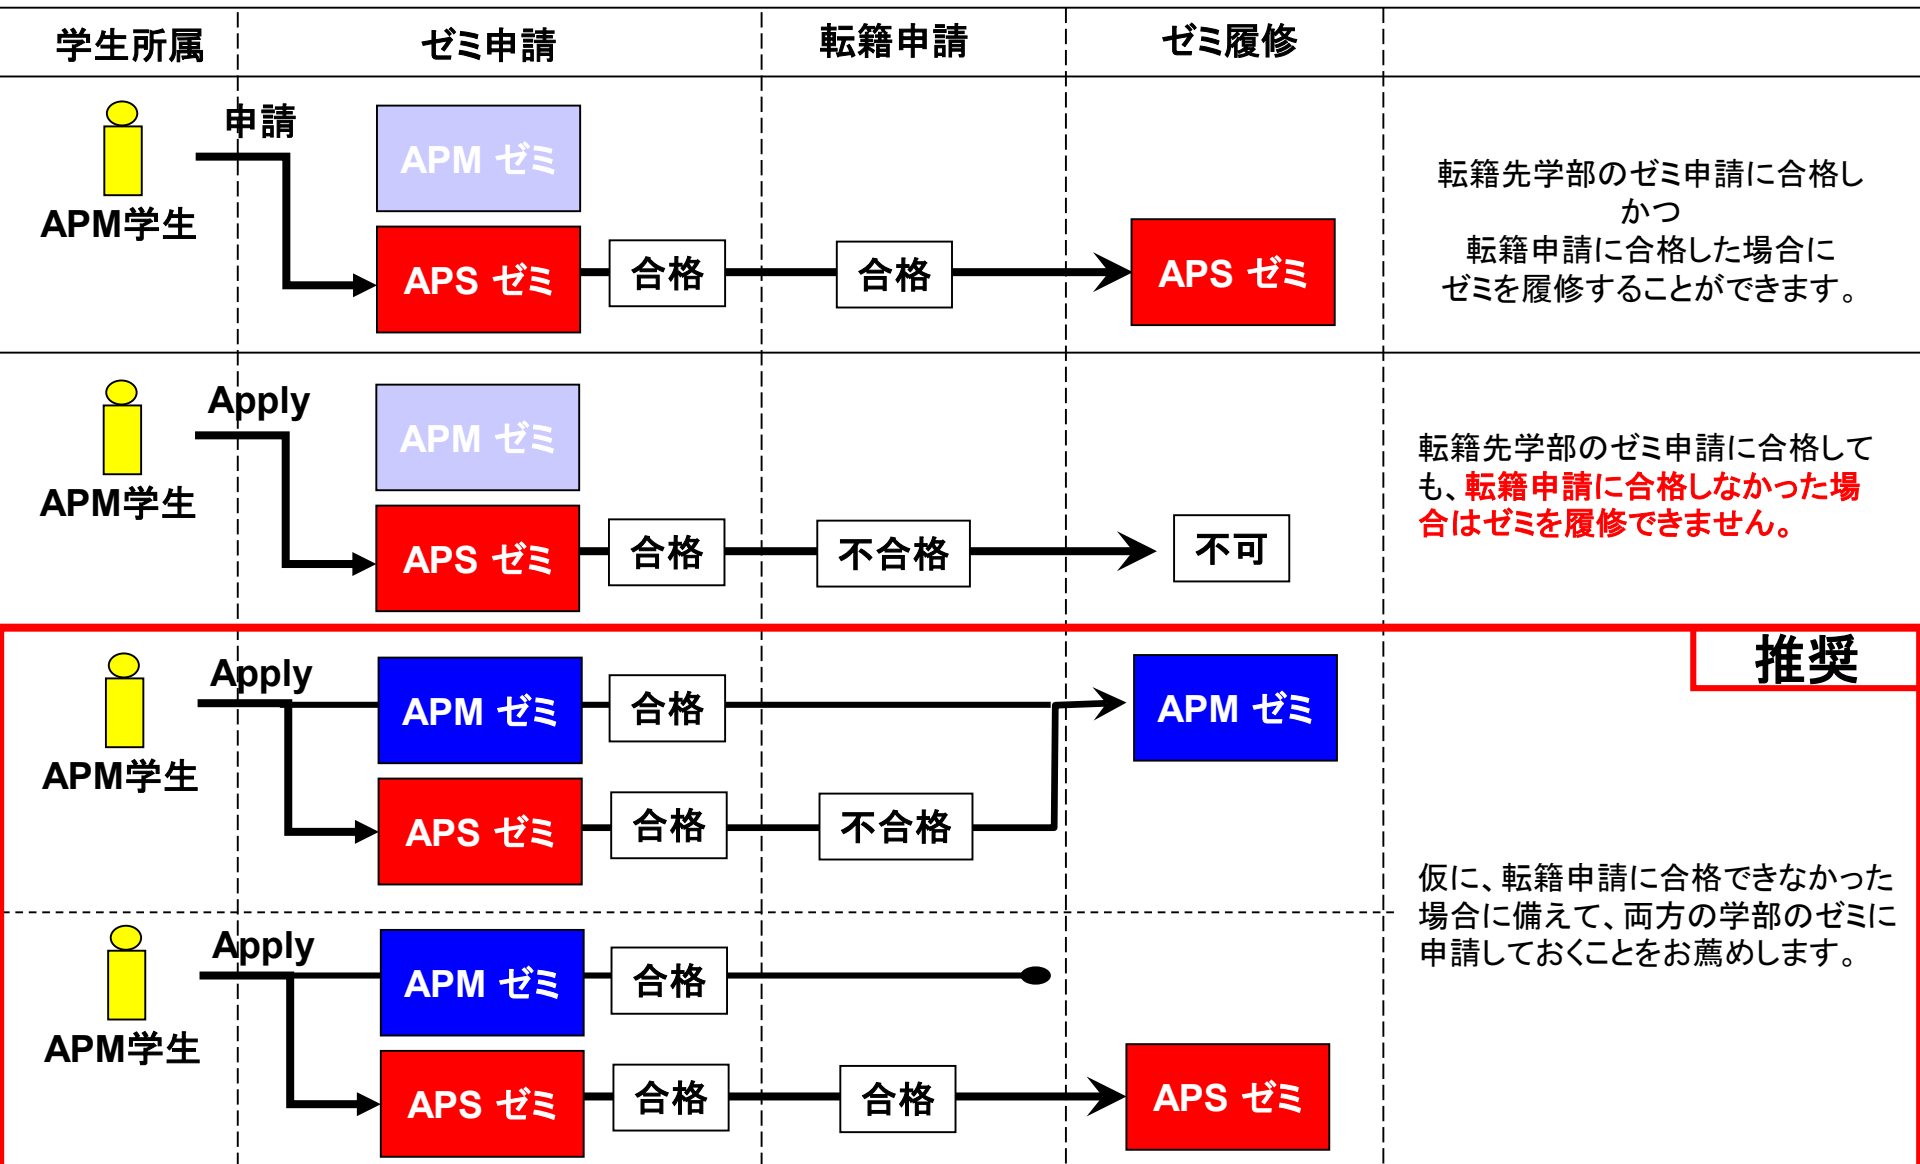 学生所属
ゼミ申請
転籍申請
ゼミ履修
申請
APM学生
APM ゼミ
APS ゼミ
合格
合格
APS ゼミ
転籍先学部のゼミ申請に合格し
かつ
転籍申請に合格した場合に
ゼミを履修することができます。
Apply
APM学生
APM ゼミ
APS ゼミ
合格
不合格
不可
転籍先学部のゼミ申請に合格して
も、転籍申請に合格しなかった場
合はゼミを履修できません。
推奨
Apply
APM学生
APM ゼミ
合格
APM ゼミ
APS ゼミ
合格
不合格
仮に、転籍申請に合格できなかった
場合に備えて、両方の学部のゼミに
申請しておくことをお薦めします。
Apply
APM学生
APM ゼミ
合格
APS ゼミ
合格
合格
APS ゼミ